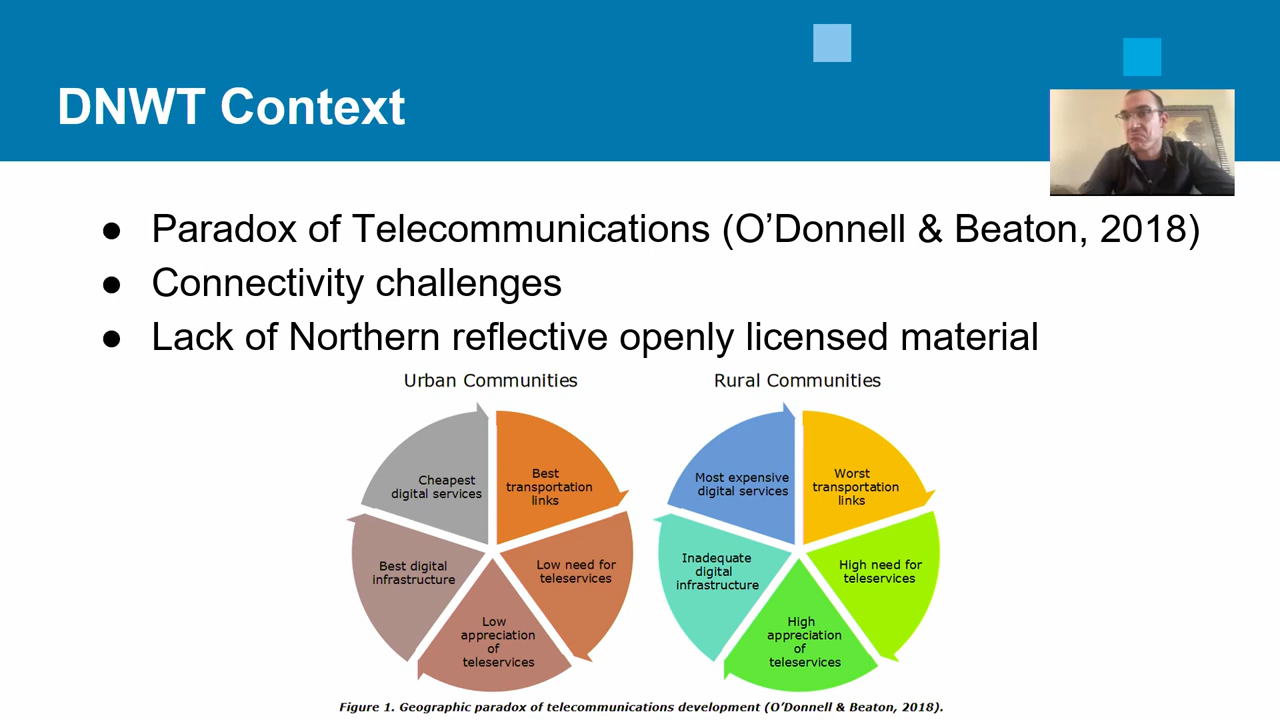 DNWT Context
● Paradox of Telecommunications (O’Donnell & Beaton, 2018)
● Connectivity challenges
● Lack of Northern reflective openly licensed material
Urban Communities
Cheapest
digital services
Best
transportation
links
Best digital
infrastructure
Low need for
teleservices
Low
appreciation
of
teleservices
Rural Communities
Most expensive
digital services
Worst
transportation
links
Inadequate
digital
infrastructure
High need for
teleservices
High
appreciation
of
teleservices
Figure 1. Geographic paradox of telecommunications development (O’Donnell & Beaton, 2018).